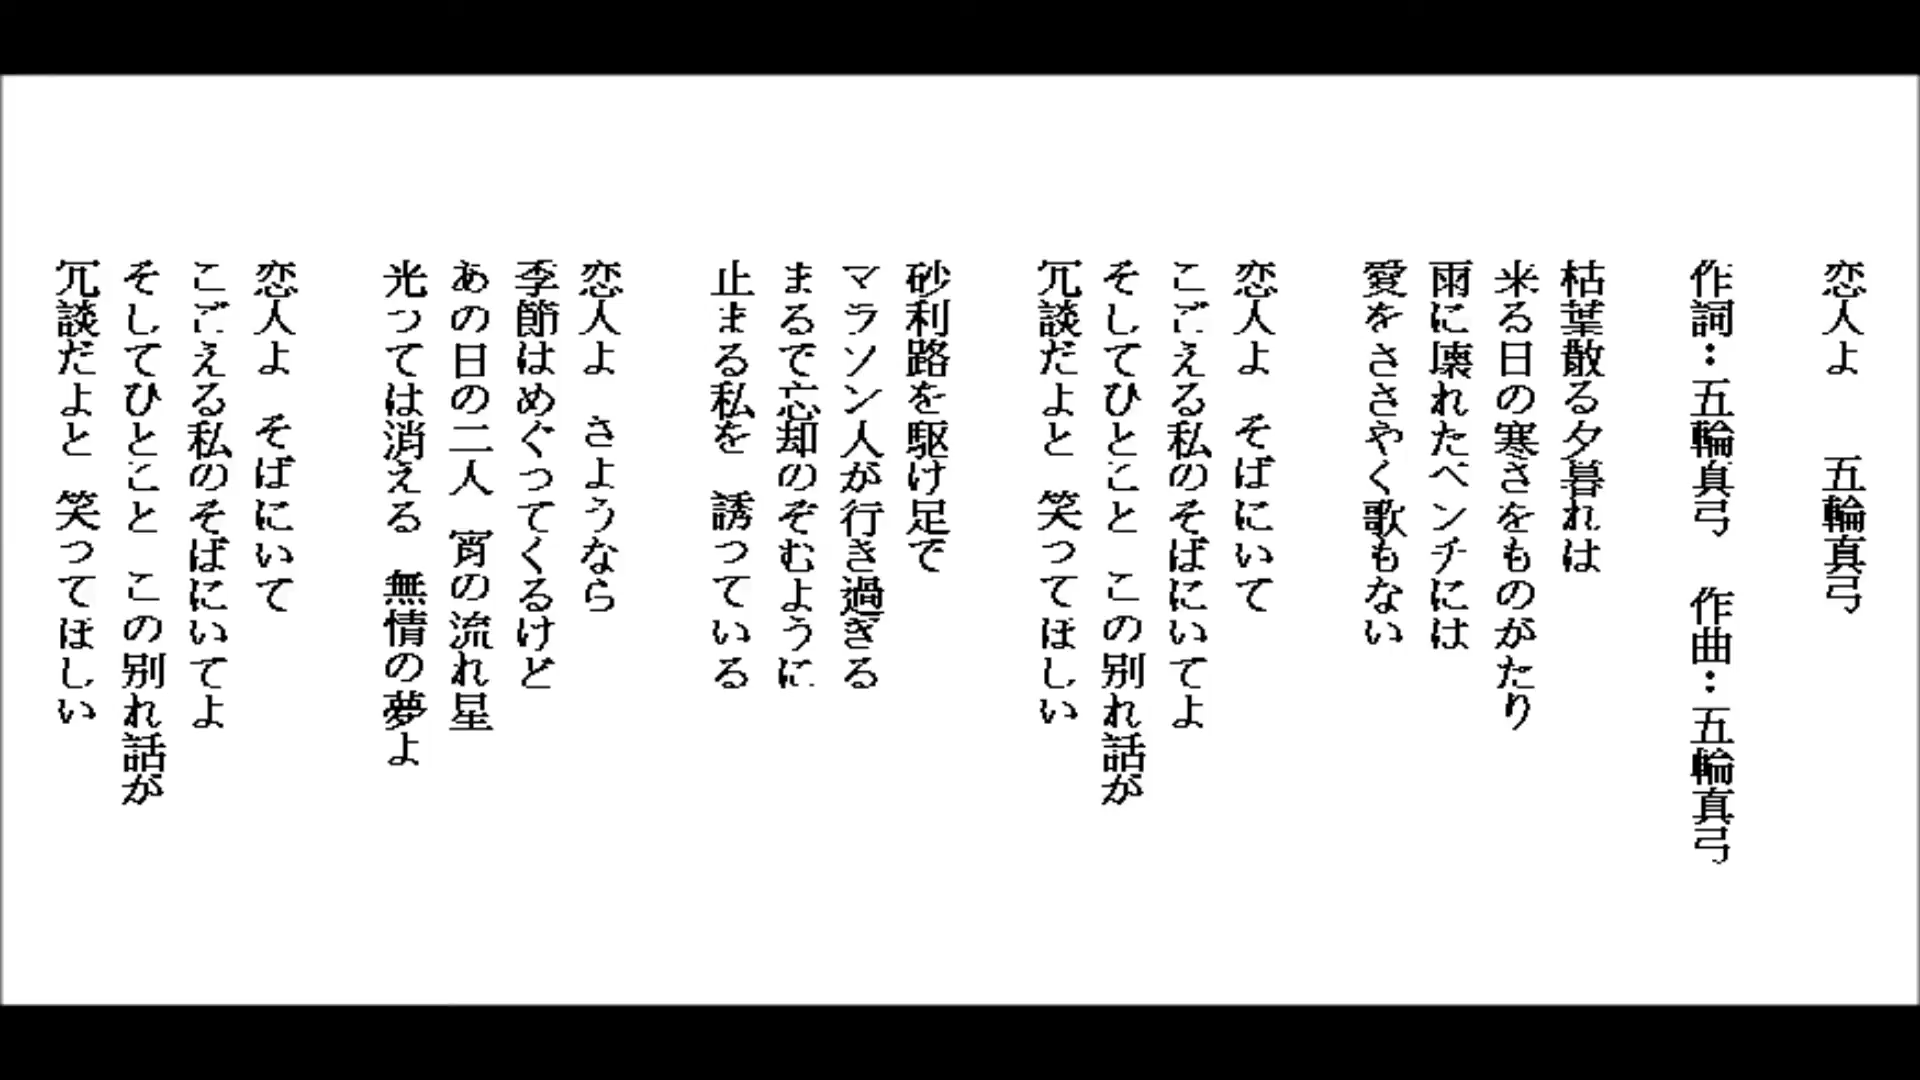 恋人よ　　五輪真弓
作詞：五輪真弓　作曲：五輪真弓
枯葉散る夕暮れは
来る日の寒さをものがたり
雨に壊れたベンチには
愛をささやく歌もない
恋人よ　そばにいて
こごえる私のそばにいてよ
そしてひとこと　この別れ話が
冗談だよと　笑ってほしい
砂利路を駆け足で
マラソン人が行き過ぎる
まるで忘却のぞむように
止まる私を　誘っている
恋人よ　さようなら
季節はめぐってくるけど
あの日の二人　宵の流れ星
光っては消える　無情の夢よ
恋人よ　そばにいて
こごえる私のそばにいてよ
そしてひとこと　この別れ話が
冗談だよと　笑ってほしい